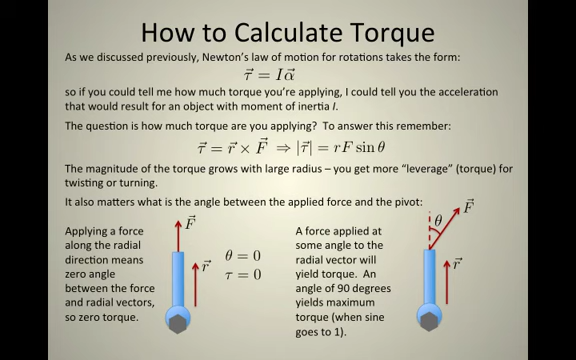 How to Calculate Torque
As we discussed previously, Newton's law of motion for rotations takes the form:
τ⃗ = Iα⃗
so if you could tell me how much torque you're applying, I could tell you the acceleration
that would result for an object with moment of inertia I.
The question is how much torque are you applying? To answer this remember:
τ⃗ = r⃗ × F⃗ ⇒ |τ⃗| = rF sin θ
The magnitude of the torque grows with large radius – you get more "leverage" (torque) for
twisting or turning.
It also matters what is the angle between the applied force and the pivot:
Applying a force
along the radial
direction means
zero angle
between the force
and radial vectors,
so zero torque.
F⃗
r⃗
θ = 0
τ = 0
A force applied at
some angle to the
radial vector will
yield torque. An
angle of 90 degrees
yields maximum
torque (when sine
goes to 1).
F⃗
θ
r⃗